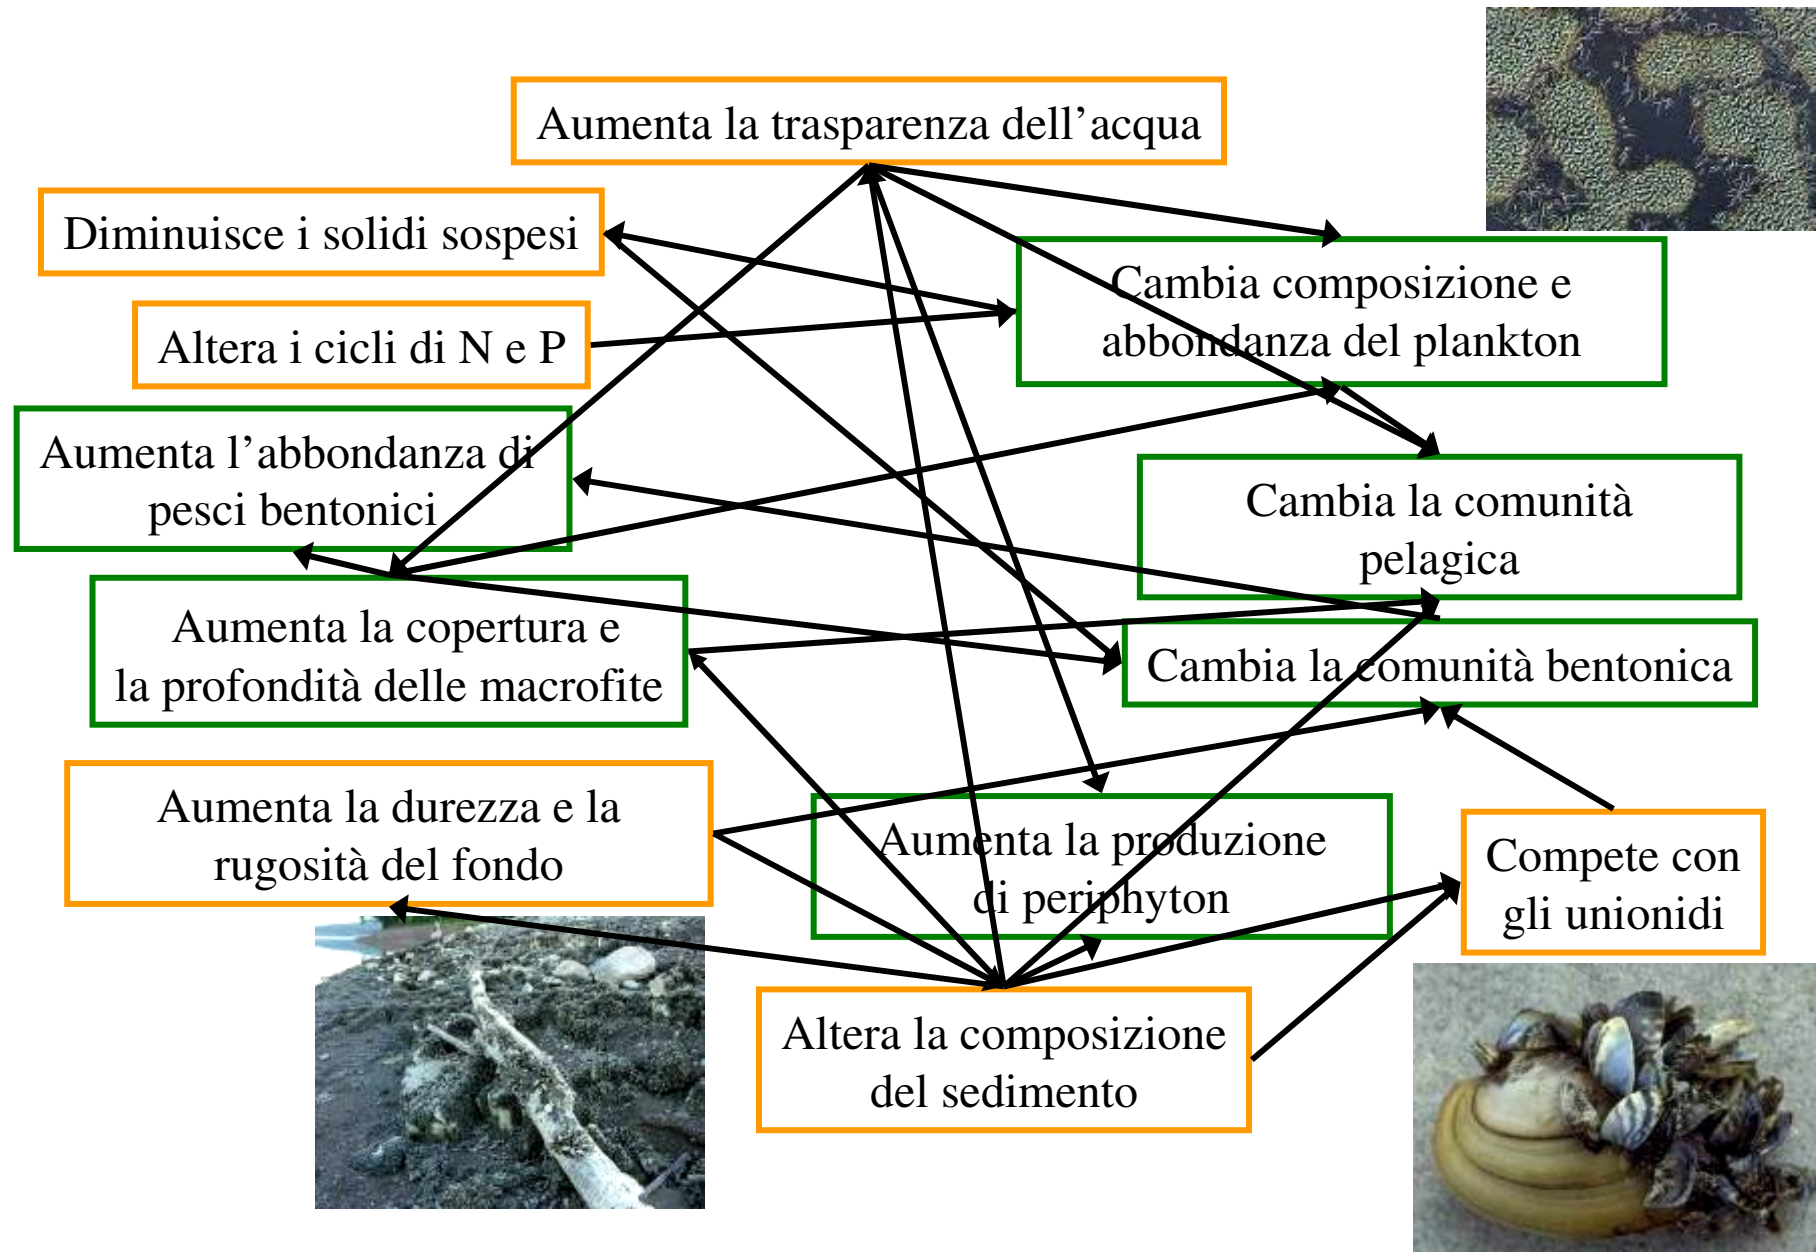 Aumenta la trasparenza dell’acqua
Diminuisce i solidi sospesi
Cambia composizione e
abbondanza del plankton
Altera i cicli di N e P
Aumenta l’abbondanza di
pesci bentonici
Cambia la comunità
pelagica
Aumenta la copertura e
la profondità delle macrofite
Cambia la comunità bentonica
Aumenta la durezza e la
rugosità del fondo
Aumenta la produzione
di periphyton
Compete con
gli unionidi
Altera la composizione
del sedimento